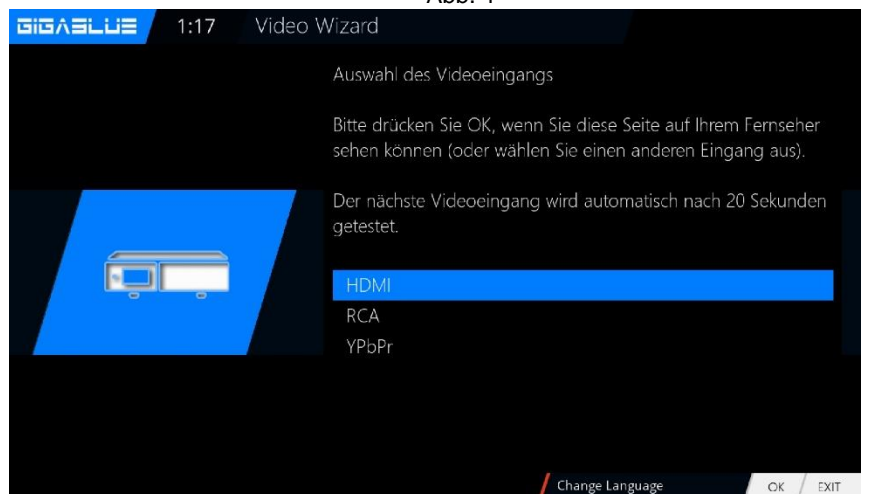 GIGABLUE 1:17 Video Wizard
Auswahl des Videoeingangs
Bitte drücken Sie OK, wenn Sie diese Seite auf Ihrem Fernseher
sehen können (oder wählen Sie einen anderen Eingang aus).
Der nächste Videoeingang wird automatisch nach 20 Sekunden
getestet.
HDMI
RCA
YPbPr
Change Language OK EXIT